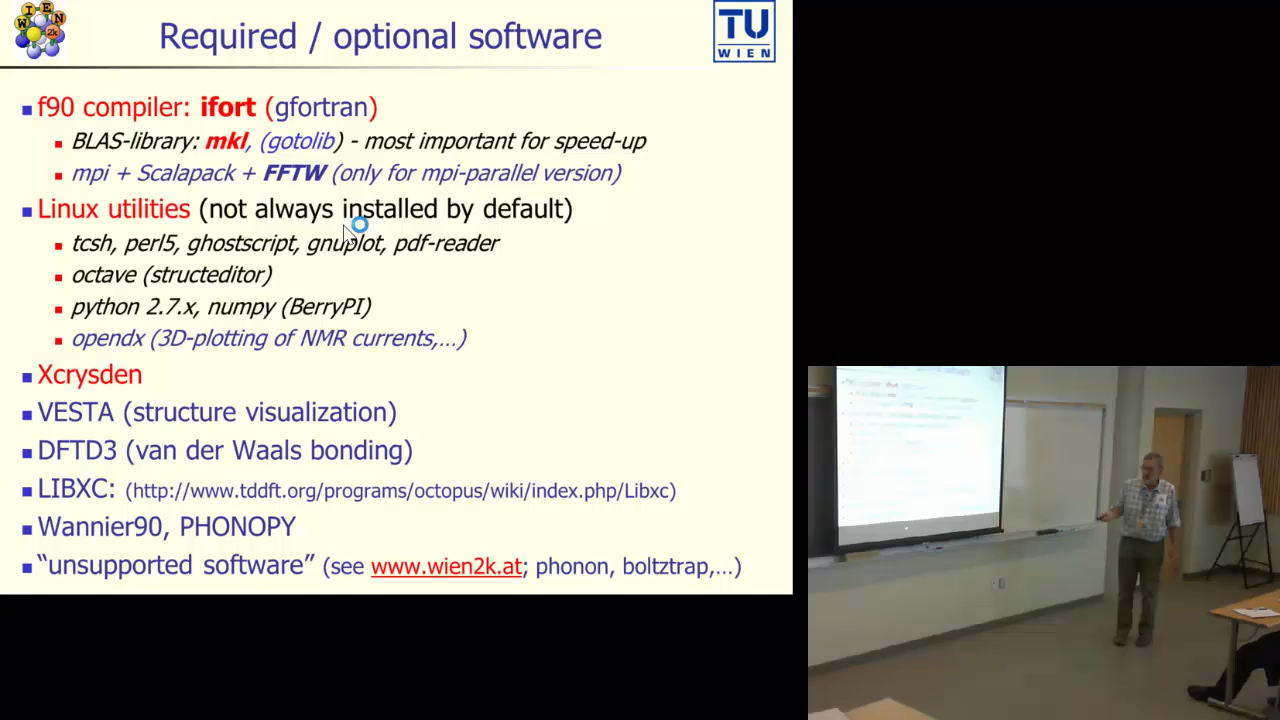 WIEN
2k
Required / optional software
TU
WIEN
f90 compiler: ifort (gfortran)
BLAS-library: mkl, (gotolib) - most important for speed-up
mpi + Scalapack + FFTW (only for mpi-parallel version)
Linux utilities (not always installed by default)
tcsh, perl5, ghostscript, gnuplot, pdf-reader
octave (structeditor)
python 2.7.x, numpy (BerryPI)
opendx (3D-plotting of NMR currents,...)
Xcrysden
VESTA (structure visualization)
DFTD3 (van der Waals bonding)
LIBXC: (http://www.tddft.org/programs/octopus/wiki/index.php/Libxc)
Wannier90, PHONOPY
“unsupported software” (see www.wien2k.at; phonon, boltztrap,...)